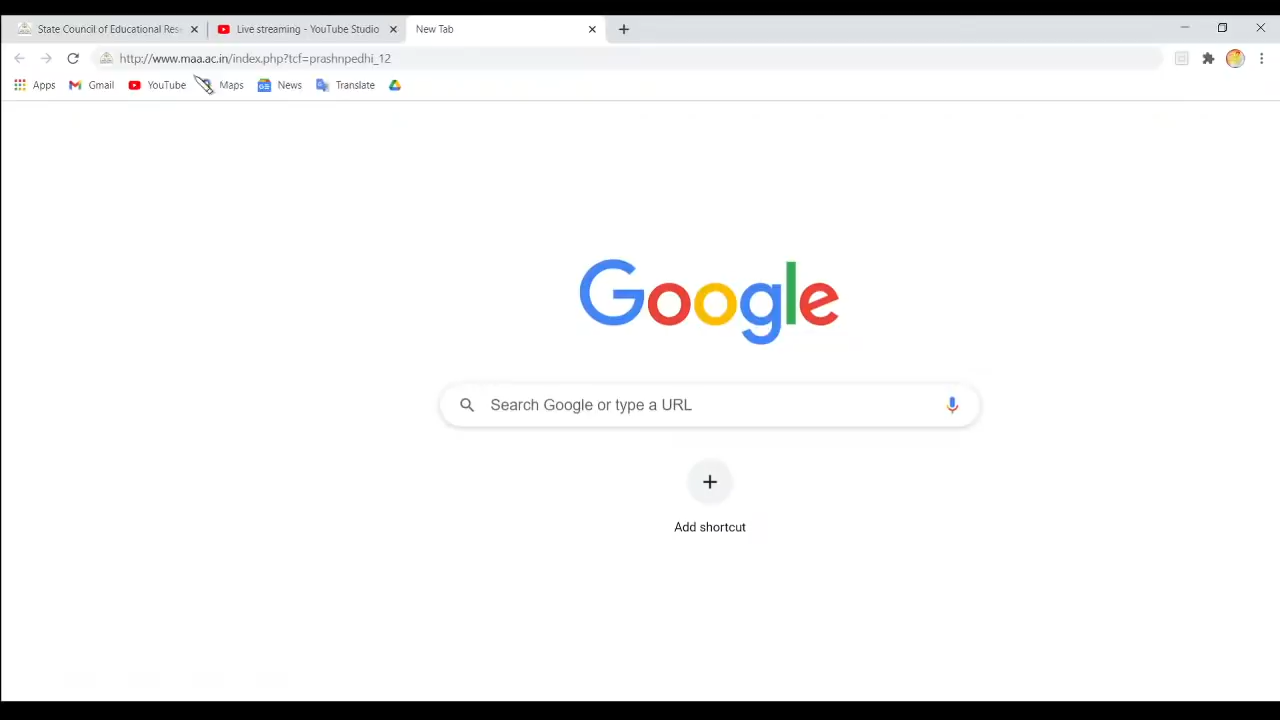 State Council of Educational Res
Live streaming - YouTube Studio
New Tab
http://www.maa.ac.in/index.php?tcf=prashnpedhi_12
Apps
Gmail
YouTube
Maps
News
Translate
Google
Search Google or type a URL
Add shortcut